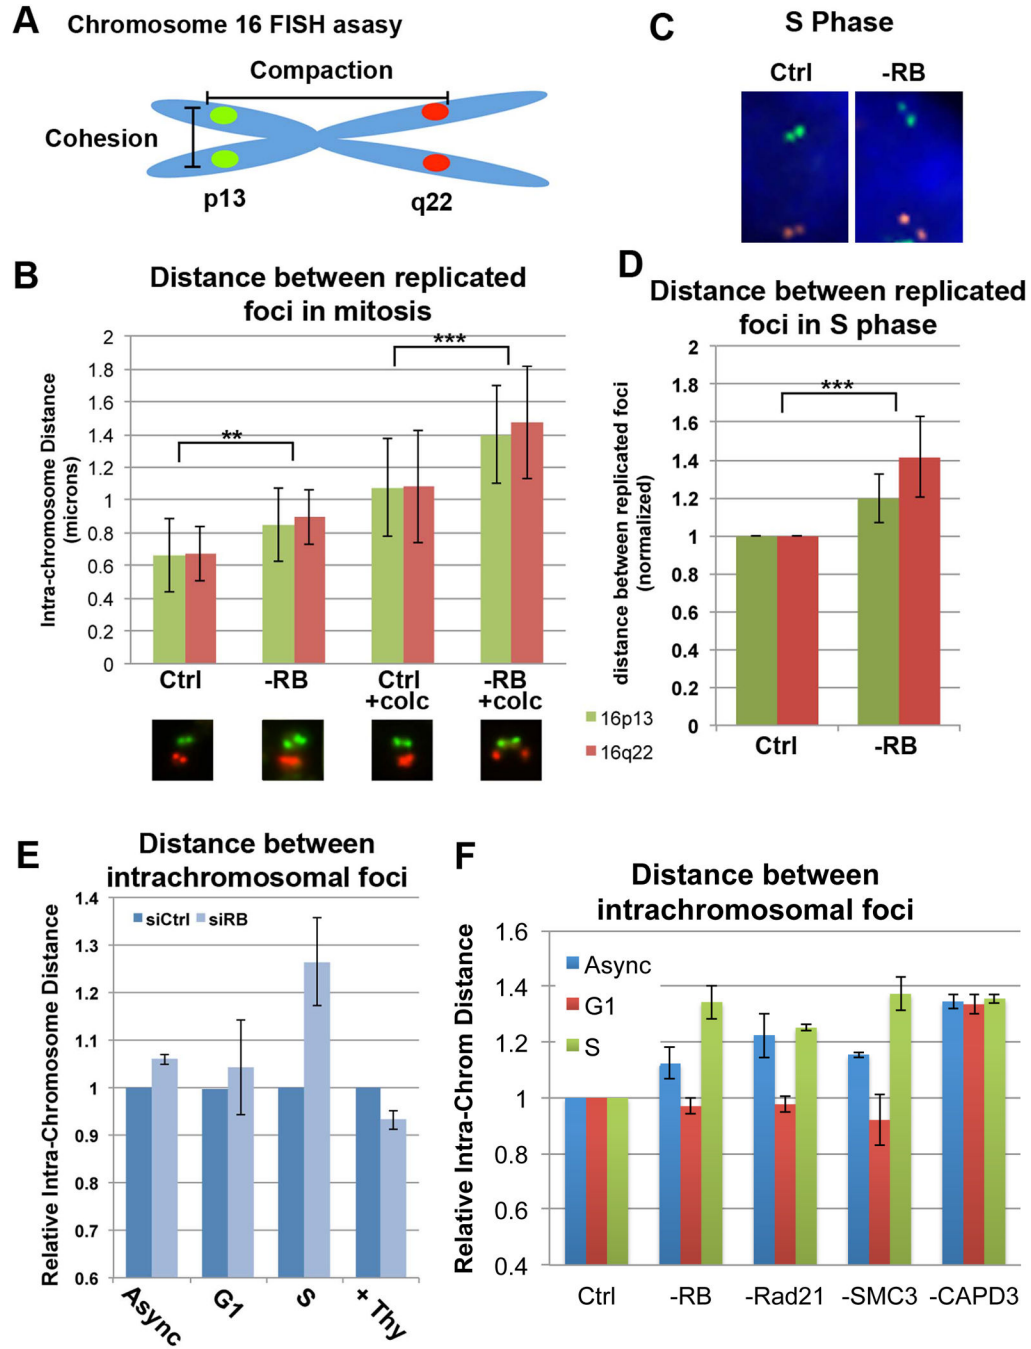 A
Chromosome 16 FISH asasy
Compaction
Cohesion
p13
q22
C
S Phase
Ctrl
-RB
B
Distance between replicated
foci in mitosis
Intra-chromosome Distance
(microns)
2
1.8
1.6
1.4
1.2
1
0.8
0.6
0.4
0.2
0
**
***
Ctrl
-RB
Ctrl
+colc
-RB
+colc
16p13
16q22
D
Distance between replicated
foci in S phase
distance between replicated foci
(normalized)
2
1.8
1.6
1.4
1.2
1
0.8
0.6
0.4
0.2
0
***
Ctrl
-RB
E
Distance between
intrachromosomal foci
Relative Intra-Chromosome Distance
1.4
1.3
1.2
1.1
1
0.9
0.8
0.7
0.6
siCtrl
siRB
Async
G1
S
+ Thy
F
Distance between
intrachromosomal foci
Relative Intra-Chrom Distance
1.6
1.4
1.2
1
0.8
0.6
0.4
Async
G1
S
Ctrl
-RB
-Rad21
-SMC3
-CAPD3